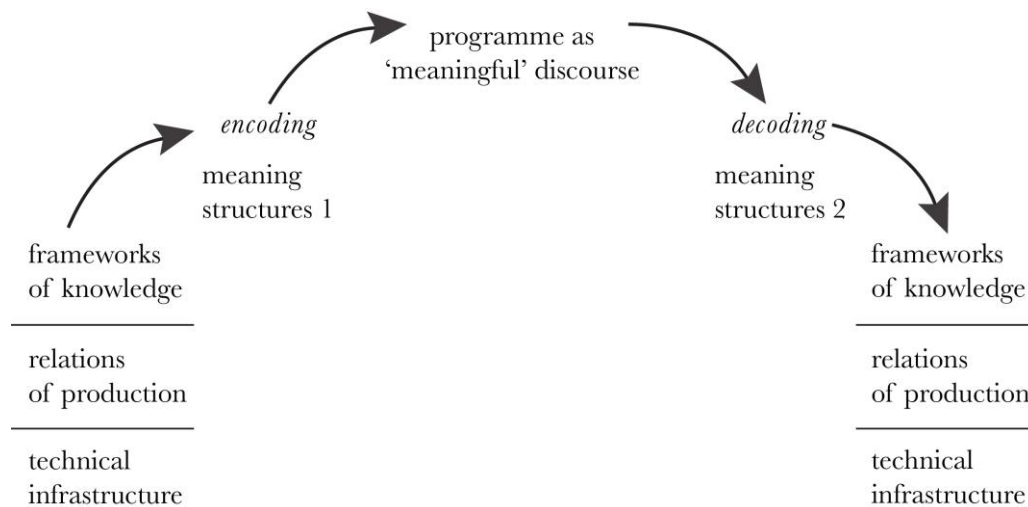 programme as
‘meaningful’ discourse
encoding
meaning
structures 1
decoding
meaning
structures 2
frameworks
of knowledge
relations
of production
technical
infrastructure
frameworks
of knowledge
relations
of production
technical
infrastructure